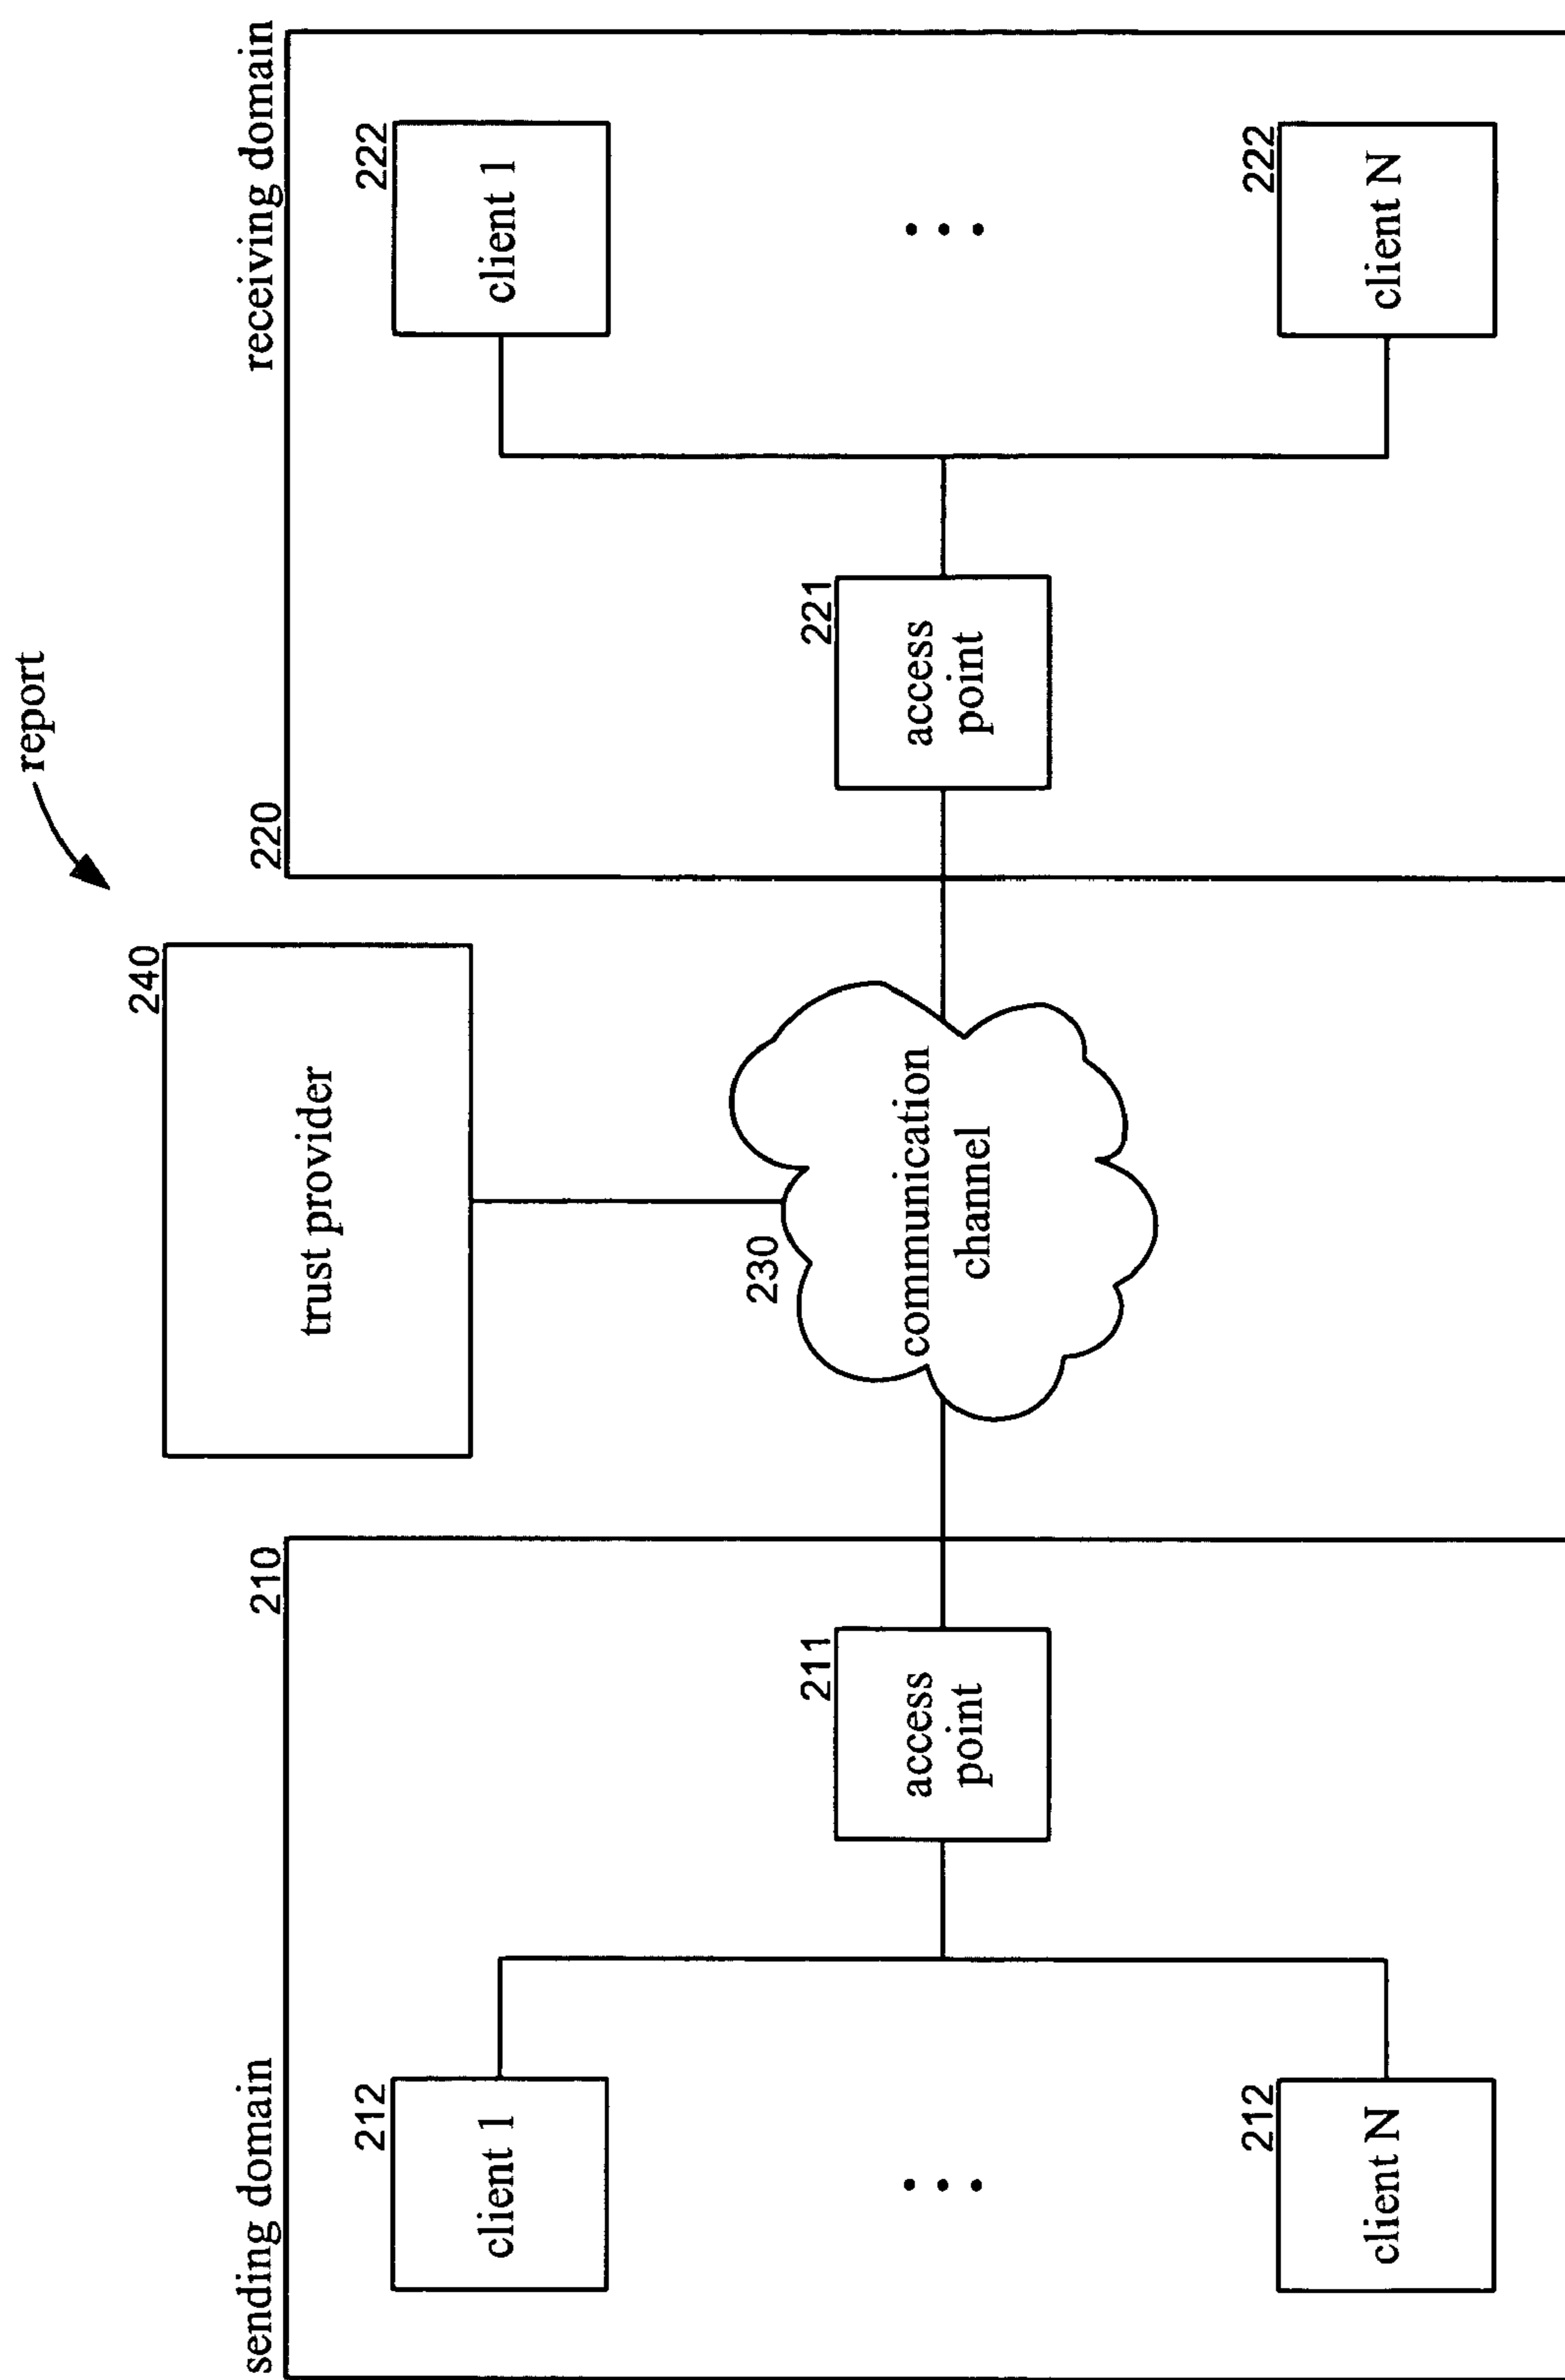 report
sending domain
210
212
client 1
212
client N
211
access
point
240
trust provider
230
communication
channel
receiving domain
220
221
access
point
222
client 1
222
client N